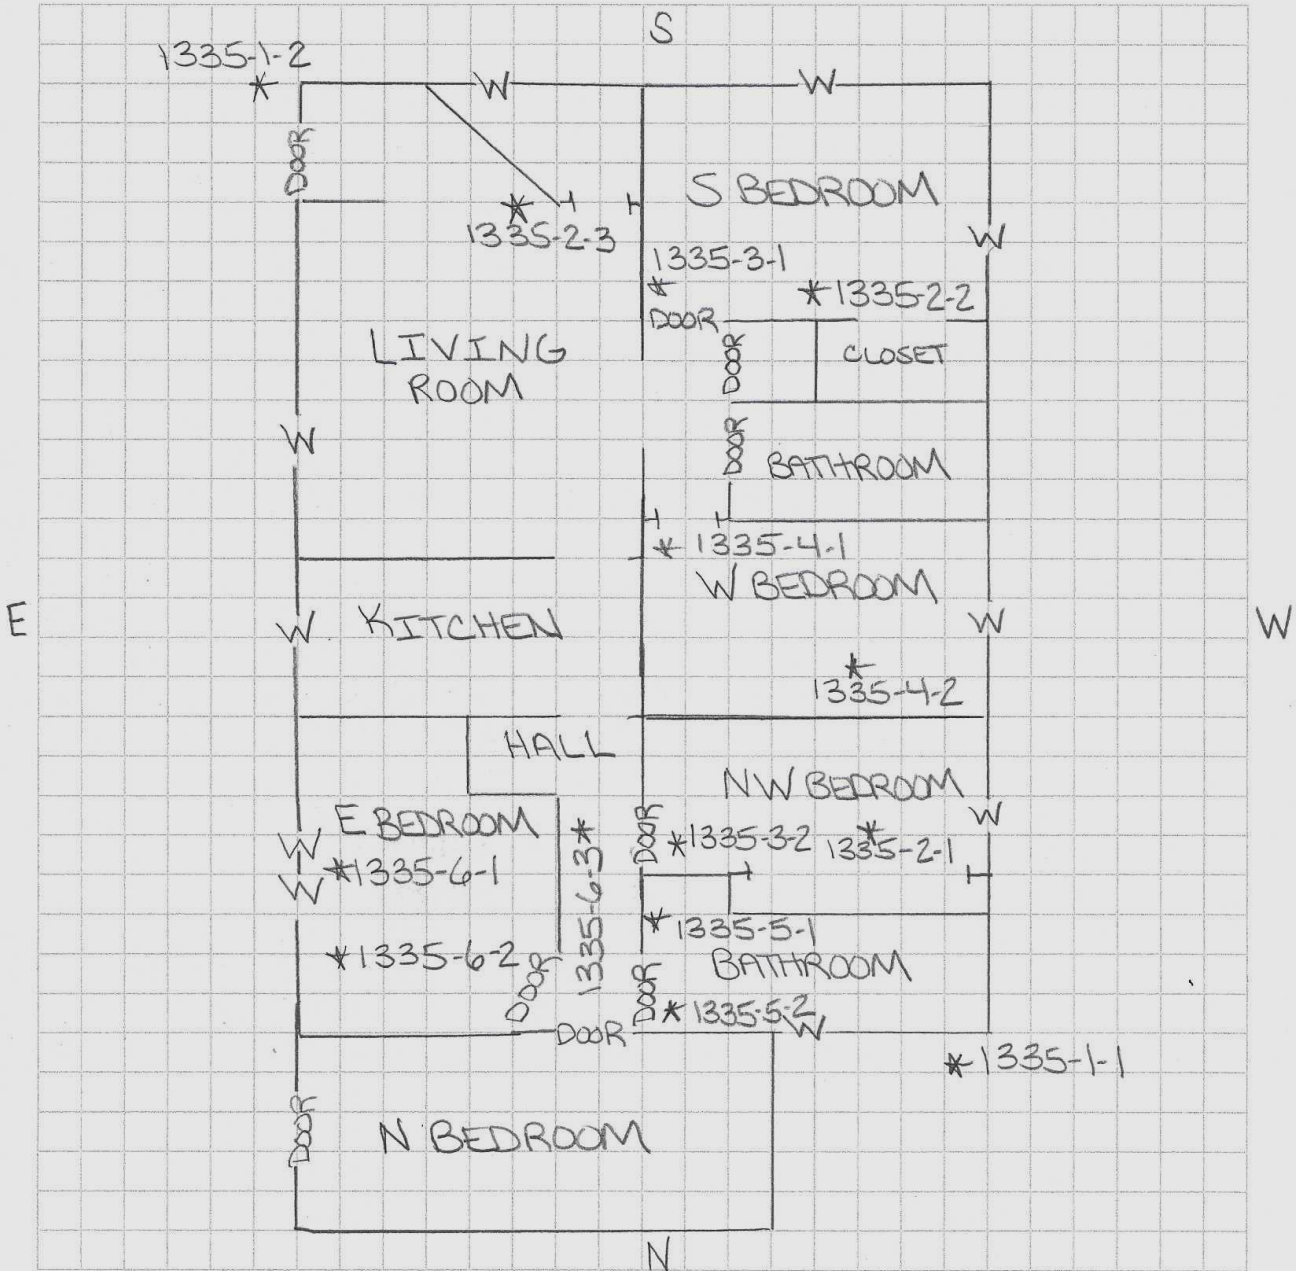 S
1335-1-2
W
W
DOOR
S BEDROOM
1335-2-3
W
1335-3-1
1335-2-2
DOOR
LIVING
ROOM
DOOR
CLOSET
W
DOOR
BATHROOM
1335-4-1
W BEDROOM
E
W
KITCHEN
W
W
1335-4-2
HALL
NW BEDROOM
W
E BEDROOM
W
DOOR
1335-3-2
1335-2-1
W
1335-6-1
1335-6-3
1335-5-1
1335-6-2
BATHROOM
DOOR
DOOR
1335-5-2
W
DOOR
1335-1-1
DOOR
N BEDROOM
N